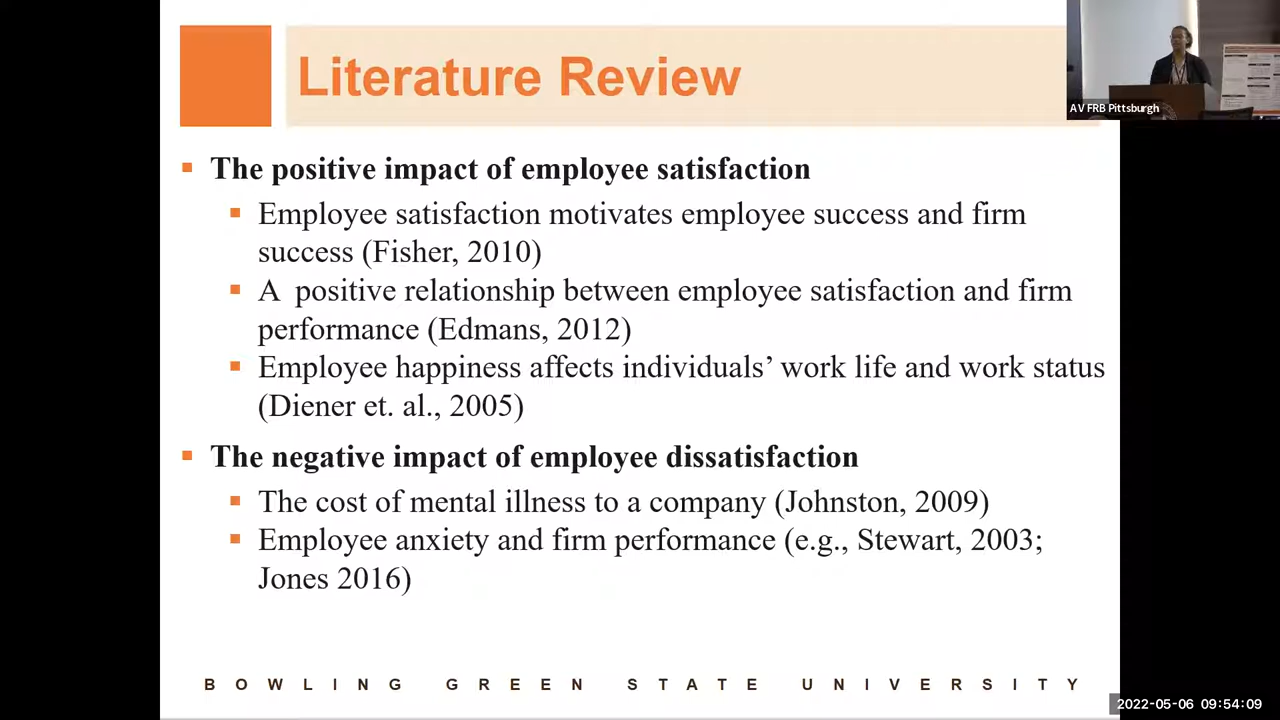 Literature Review
AV FRB Pittsburgh
▪ The positive impact of employee satisfaction
▪ Employee satisfaction motivates employee success and firm
success (Fisher, 2010)
▪ A  positive relationship between employee satisfaction and firm
performance (Edmans, 2012)
▪ Employee happiness affects individuals’ work life and work status
(Diener et. al., 2005)
▪ The negative impact of employee dissatisfaction
▪ The cost of mental illness to a company (Johnston, 2009)
▪ Employee anxiety and firm performance (e.g., Stewart, 2003;
Jones 2016)
BOWLING GREEN STATE UNIVERSITY
2022-05-06 09:54:09